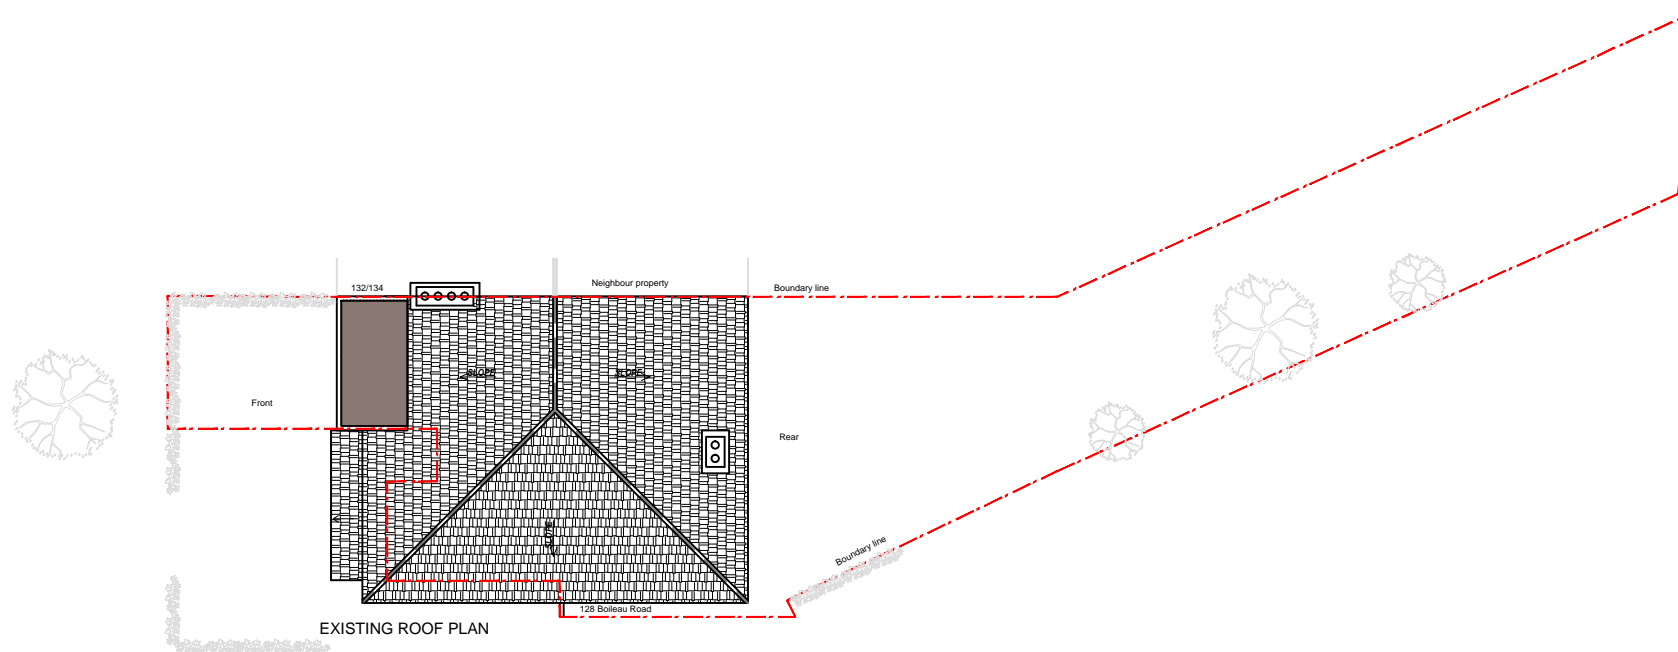 132/134
Neighbour property
Boundary line
SLOPE
SLOPE
Front
Rear
SLOPE
Boundary line
128 Boileau Road
EXISTING ROOF PLAN